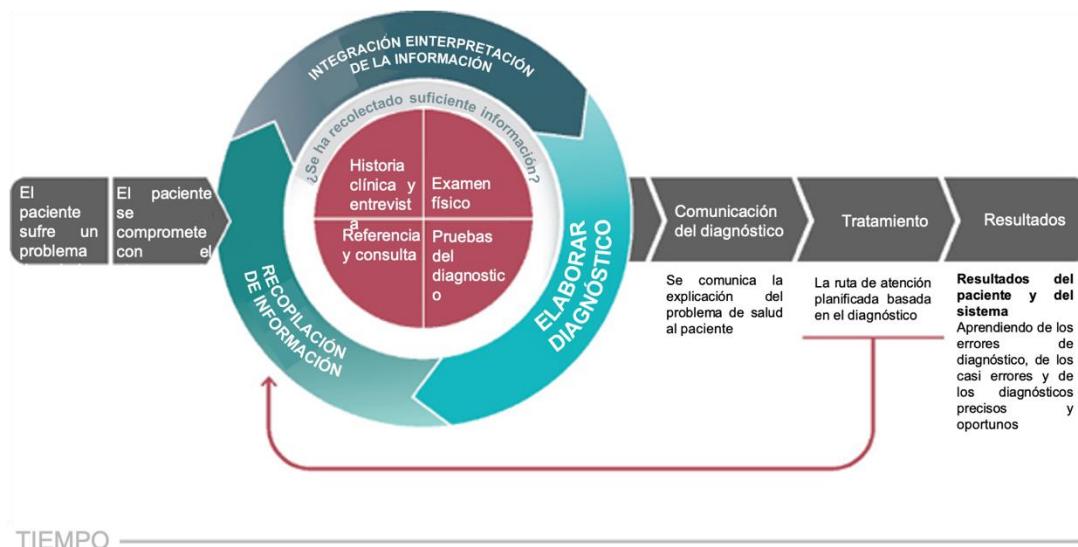 INTEGRACIÓN EINTERPRETACIÓN
DE LA INFORMACIÓN
¿Se ha recolectado suficiente información?
Historia
clínica y
entrevist
a
Examen
físico
Referencia
y consulta
Pruebas
del
diagnostic
o
RECOPILACIÓN
DE INFORMACIÓN
ELABORAR
DIAGNÓSTICO
El
paciente
sufre un
problema
El paciente
se
compromete
con el
Comunicación
del diagnóstico
Tratamiento
Resultados
Se comunica la
explicación del
problema de salud
al paciente
La ruta de atención
planificada basada
en el diagnóstico
Resultados del
paciente y del
sistema
Aprendiendo de los
errores de
diagnóstico, de los
casi errores y de
los diagnósticos
precisos y
oportunos
TIEMPO